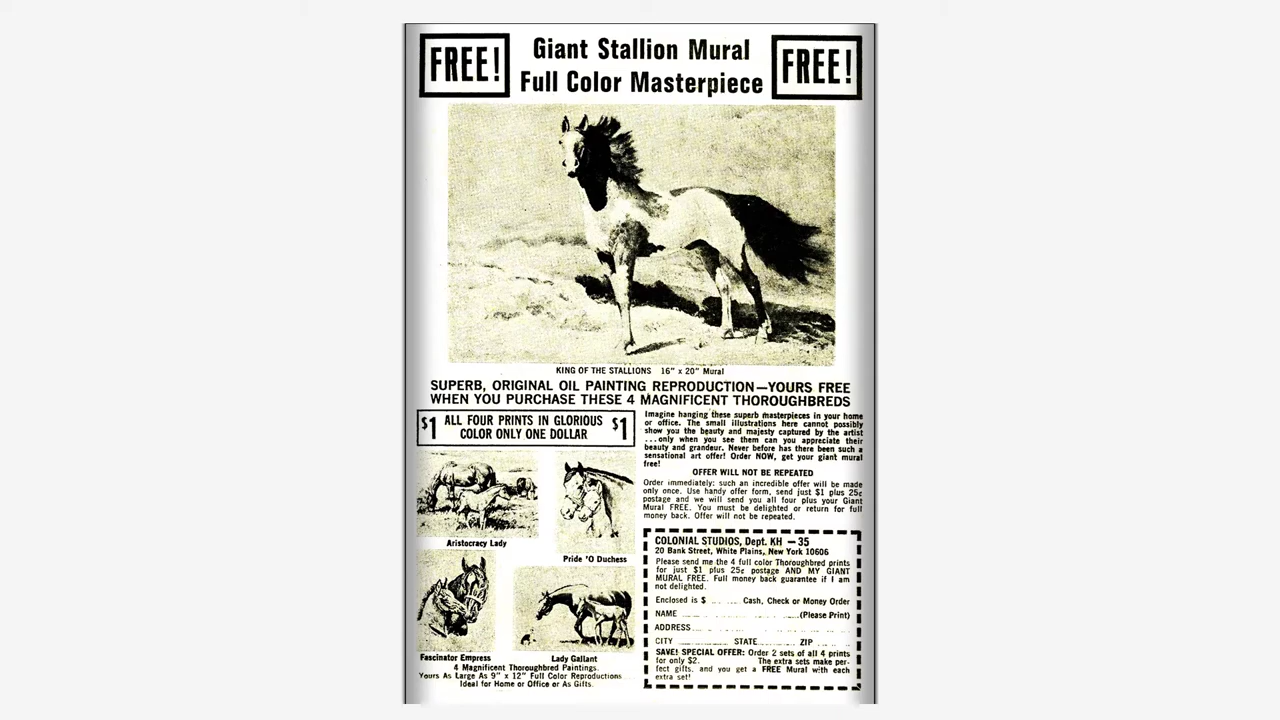 FREE!
Giant Stallion Mural
Full Color Masterpiece
FREE!
KING OF THE STALLIONS 16" x 20" Mural
SUPERB, ORIGINAL OIL PAINTING REPRODUCTION—YOURS FREE
WHEN YOU PURCHASE THESE 4 MAGNIFICENT THOROUGHBREDS
$1 ALL FOUR PRINTS IN GLORIOUS $1
COLOR ONLY ONE DOLLAR
Aristocracy Lady
Pride 'O Duchess
Fascinator Empress
Lady Gallant
4 Magnificent Thoroughbred Paintings.
Yours As Large As 9" x 12" Full Color Reproductions
Ideal for Home or Office or As Gifts.
Imagine hanging these superb masterpieces in your home
or office. The small illustrations here cannot possibly
show you the beauty and majesty captured by the artist
...only when you see them can you appreciate their
beauty and grandeur. Never before has there been such a
sensational art offer! Order NOW, get your giant mural
free!
OFFER WILL NOT BE REPEATED
Order immediately: such an incredible offer will be made
only once. Use handy offer form, send just $1 plus 25¢
postage and we will send you all four plus your Giant
Mural FREE. You must be delighted or return for full
money back. Offer will not be repeated.
COLONIAL STUDIOS, Dept. KH —35
20 Bank Street, White Plains, New York 10606
Please send me the 4 full color Thoroughbred prints
for just $1 plus 25¢ postage AND MY GIANT
MURAL FREE. Full money back guarantee if I am
not delighted.
Enclosed is $ ........ Cash, Check or Money Order
NAME ........ (Please Print)
ADDRESS ........
CITY ........ STATE ........ ZIP ........
SAVE! SPECIAL OFFER: Order 2 sets of all 4 prints
for only $2. The extra sets make per-
fect gifts, and you get a FREE Mural with each
extra set!